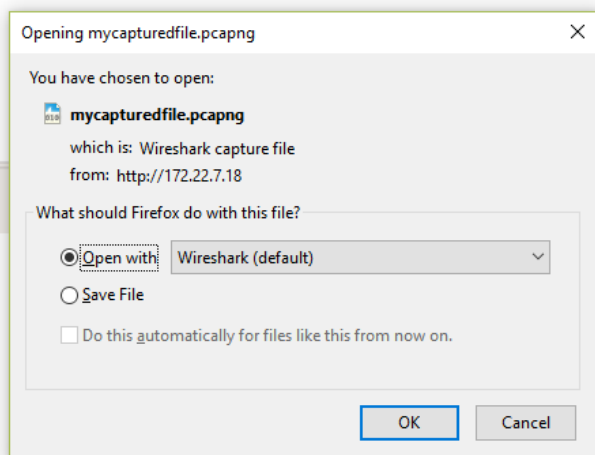 Opening mycapturedfile.pcapng
You have chosen to open:
mycapturedfile.pcapng
which is: Wireshark capture file
from: http://172.22.7.18
What should Firefox do with this file?
Open with Wireshark (default)
Save File
Do this automatically for files like this from now on.
OK Cancel